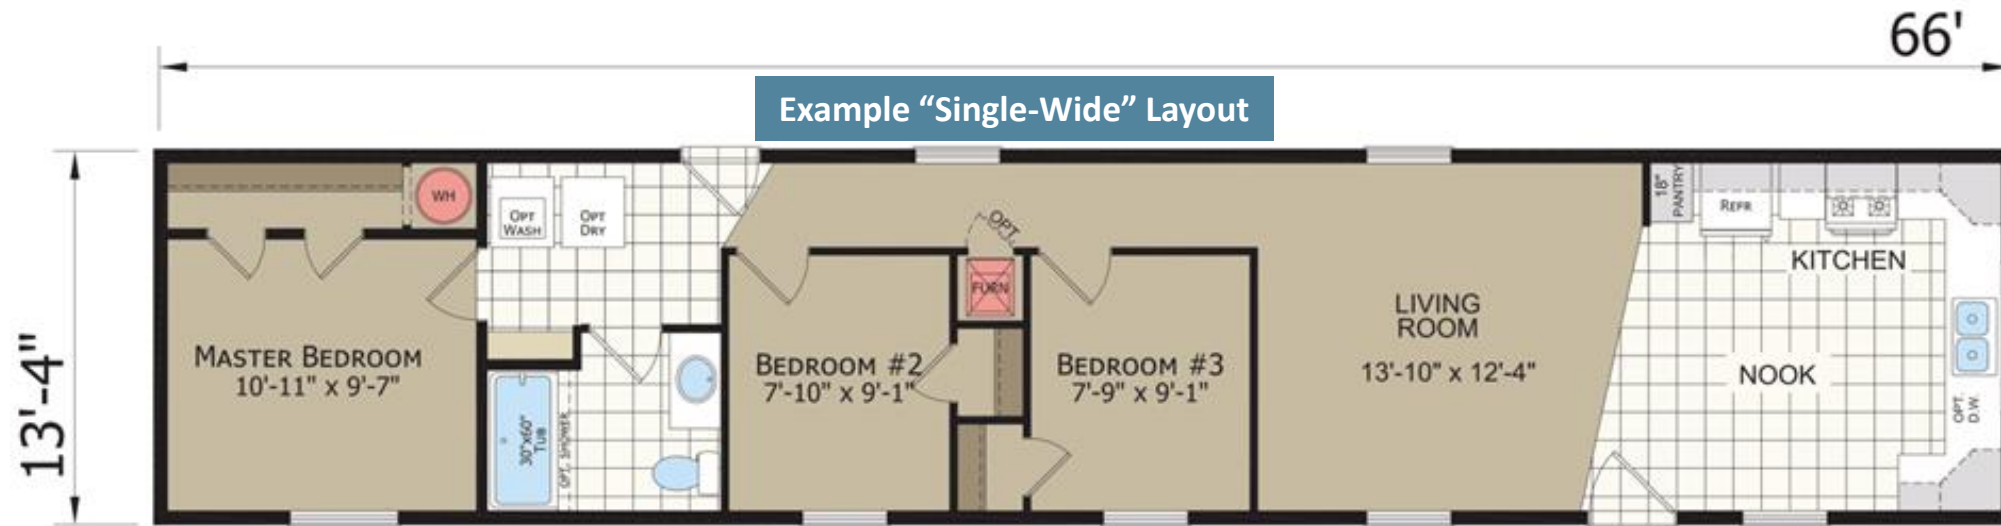 66'
Example “Single-Wide” Layout
13'-4"
WH
OPT
WASH
OPT
DRY
MASTER BEDROOM
10'-11" x 9'-7"
30"x60"
TUB
OPT. SHOWER
BEDROOM #2
7'-10" x 9'-1"
OPT.
FURN
BEDROOM #3
7'-9" x 9'-1"
LIVING
ROOM
13'-10" x 12'-4"
18"
PANTRY
REFR
KITCHEN
NOOK
OPT.
D.W.